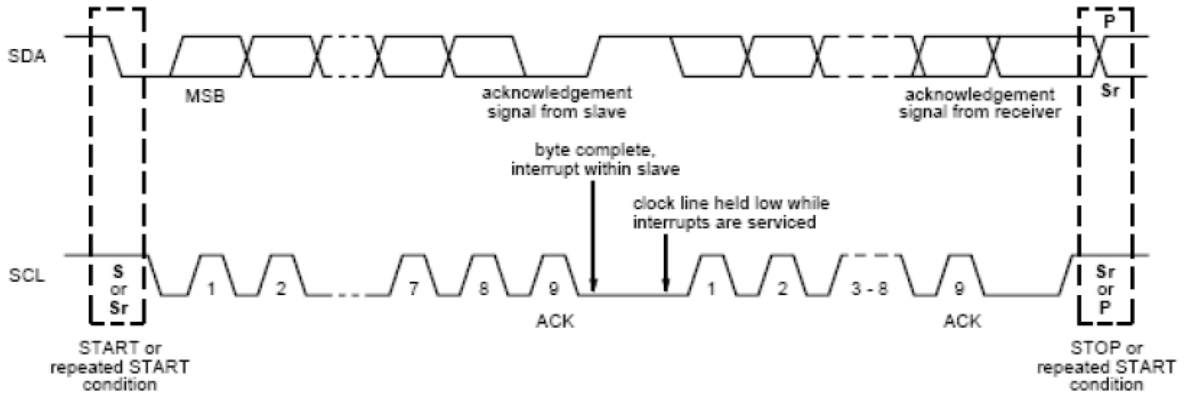 P
SDA
MSB
acknowledgement
signal from slave
acknowledgement
signal from receiver
Sr
byte complete,
interrupt within slave
clock line held low while
interrupts are serviced
SCL
S
or
Sr
1
2
7
8
9
1
2
3 - 8
9
Sr
or
P
ACK
ACK
START or
repeated START
condition
STOP or
repeated START
condition